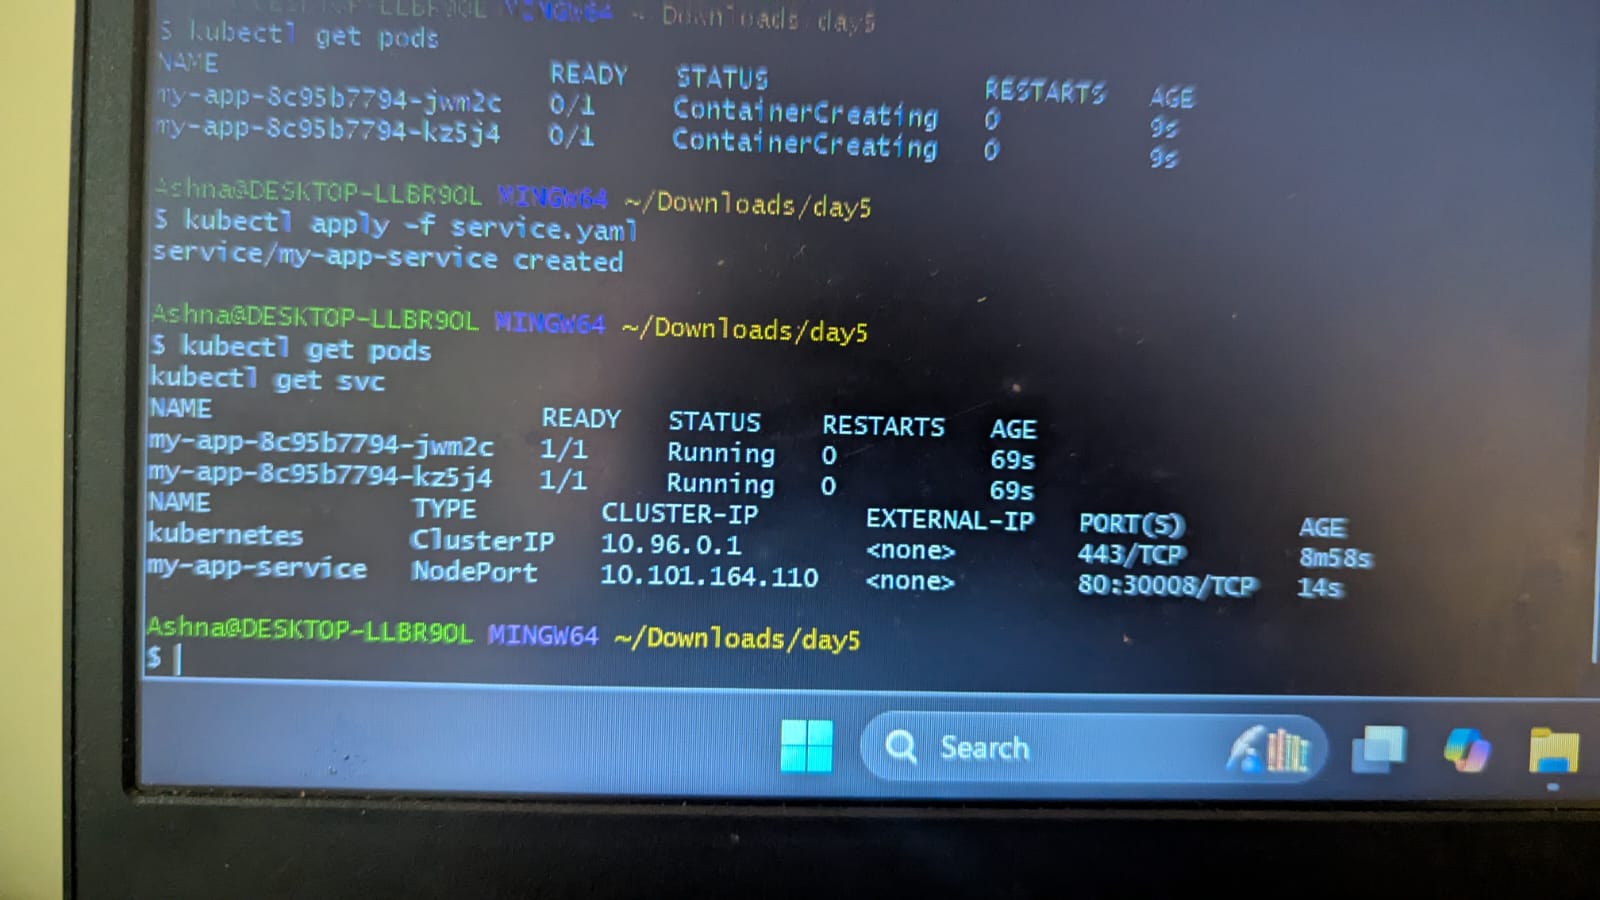 Ashna@DESKTOP-LLBR9OL MINGW64 ~/Downloads/day5
$ kubectl get pods
NAME READY STATUS RESTARTS AGE
my-app-8c95b7794-jwm2c 0/1 ContainerCreating 0 9s
my-app-8c95b7794-kz5j4 0/1 ContainerCreating 0 9s
Ashna@DESKTOP-LLBR9OL MINGW64 ~/Downloads/day5
$ kubectl apply -f service.yaml
service/my-app-service created
Ashna@DESKTOP-LLBR9OL MINGW64 ~/Downloads/day5
$ kubectl get pods
kubectl get svc
NAME READY STATUS RESTARTS AGE
my-app-8c95b7794-jwm2c 1/1 Running 0 69s
my-app-8c95b7794-kz5j4 1/1 Running 0 69s
NAME TYPE CLUSTER-IP EXTERNAL-IP PORT(S) AGE
kubernetes ClusterIP 10.96.0.1 <none> 443/TCP 8m58s
my-app-service NodePort 10.101.164.110 <none> 80:30008/TCP 14s
Ashna@DESKTOP-LLBR9OL MINGW64 ~/Downloads/day5
$
Search